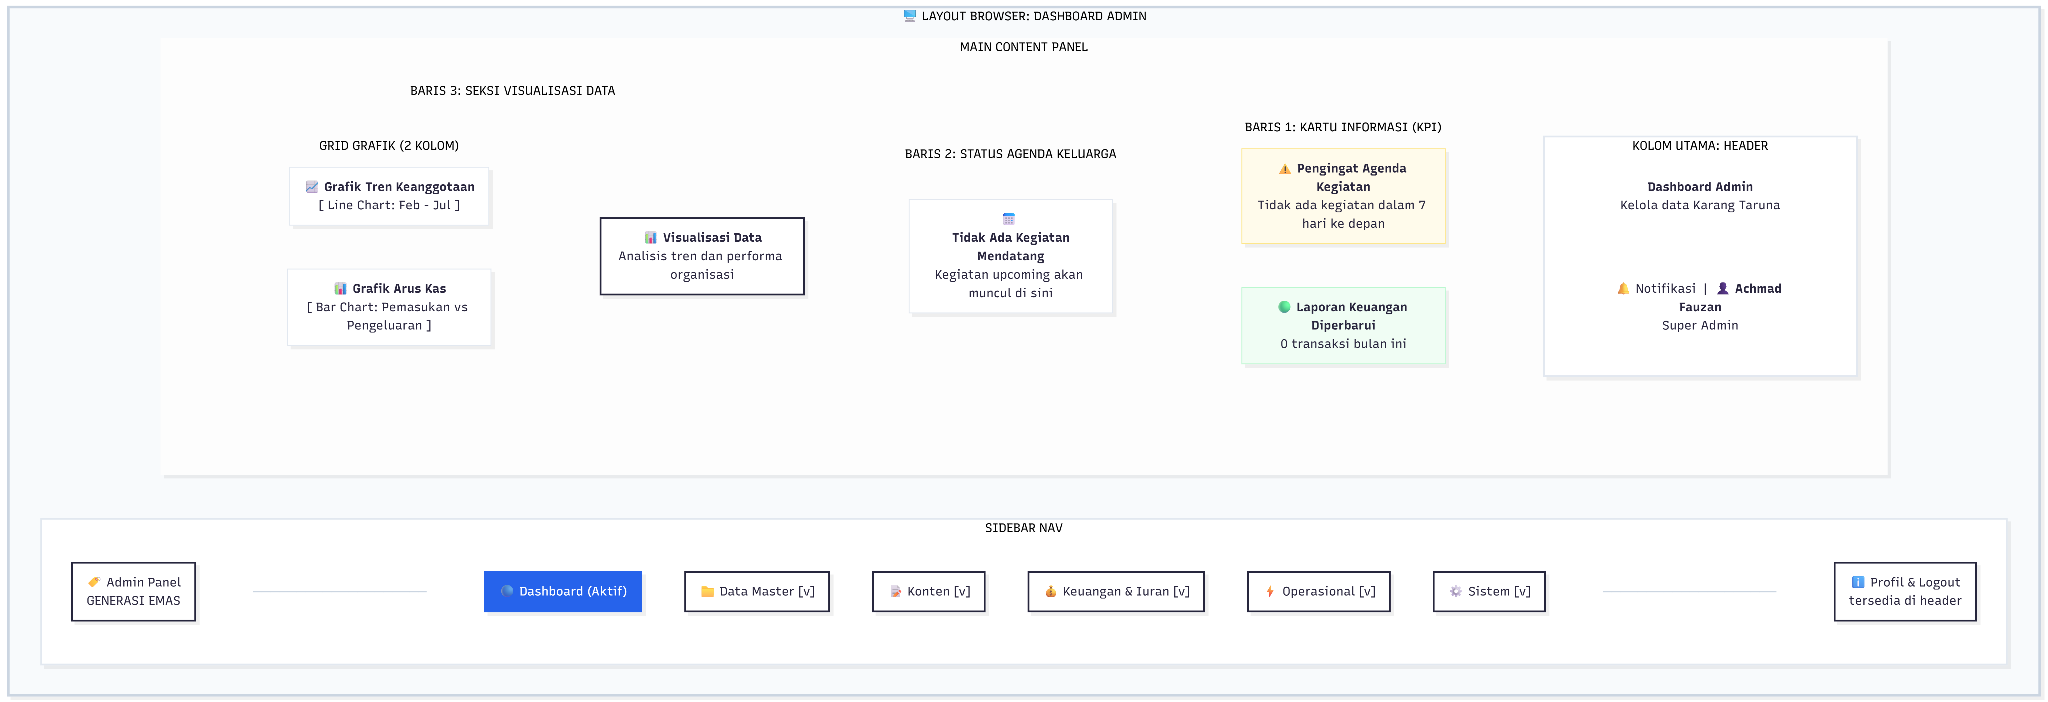 LAYOUT BROWSER: DASHBOARD ADMIN
MAIN CONTENT PANEL
BARIS 3: SEKSI VISUALISASI DATA
GRID GRAFIK (2 KOLOM)
Grafik Tren Keanggotaan
[ Line Chart: Feb - Jul ]
Grafik Arus Kas
[ Bar Chart: Pemasukan vs
Pengeluaran ]
Visualisasi Data
Analisis tren dan performa
organisasi
BARIS 2: STATUS AGENDA KELUARGA
Tidak Ada Kegiatan
Mendatang
Kegiatan upcoming akan
muncul di sini
BARIS 1: KARTU INFORMASI (KPI)
Pengingat Agenda
Kegiatan
Tidak ada kegiatan dalam 7
hari ke depan
Laporan Keuangan
Diperbarui
0 transaksi bulan ini
KOLOM UTAMA: HEADER
Dashboard Admin
Kelola data Karang Taruna
Notifikasi | Achmad
Fauzan
Super Admin
SIDEBAR NAV
Admin Panel
GENERASI EMAS
Dashboard (Aktif)
Data Master [v]
Konten [v]
Keuangan & Iuran [v]
Operasional [v]
Sistem [v]
Profil & Logout
tersedia di header